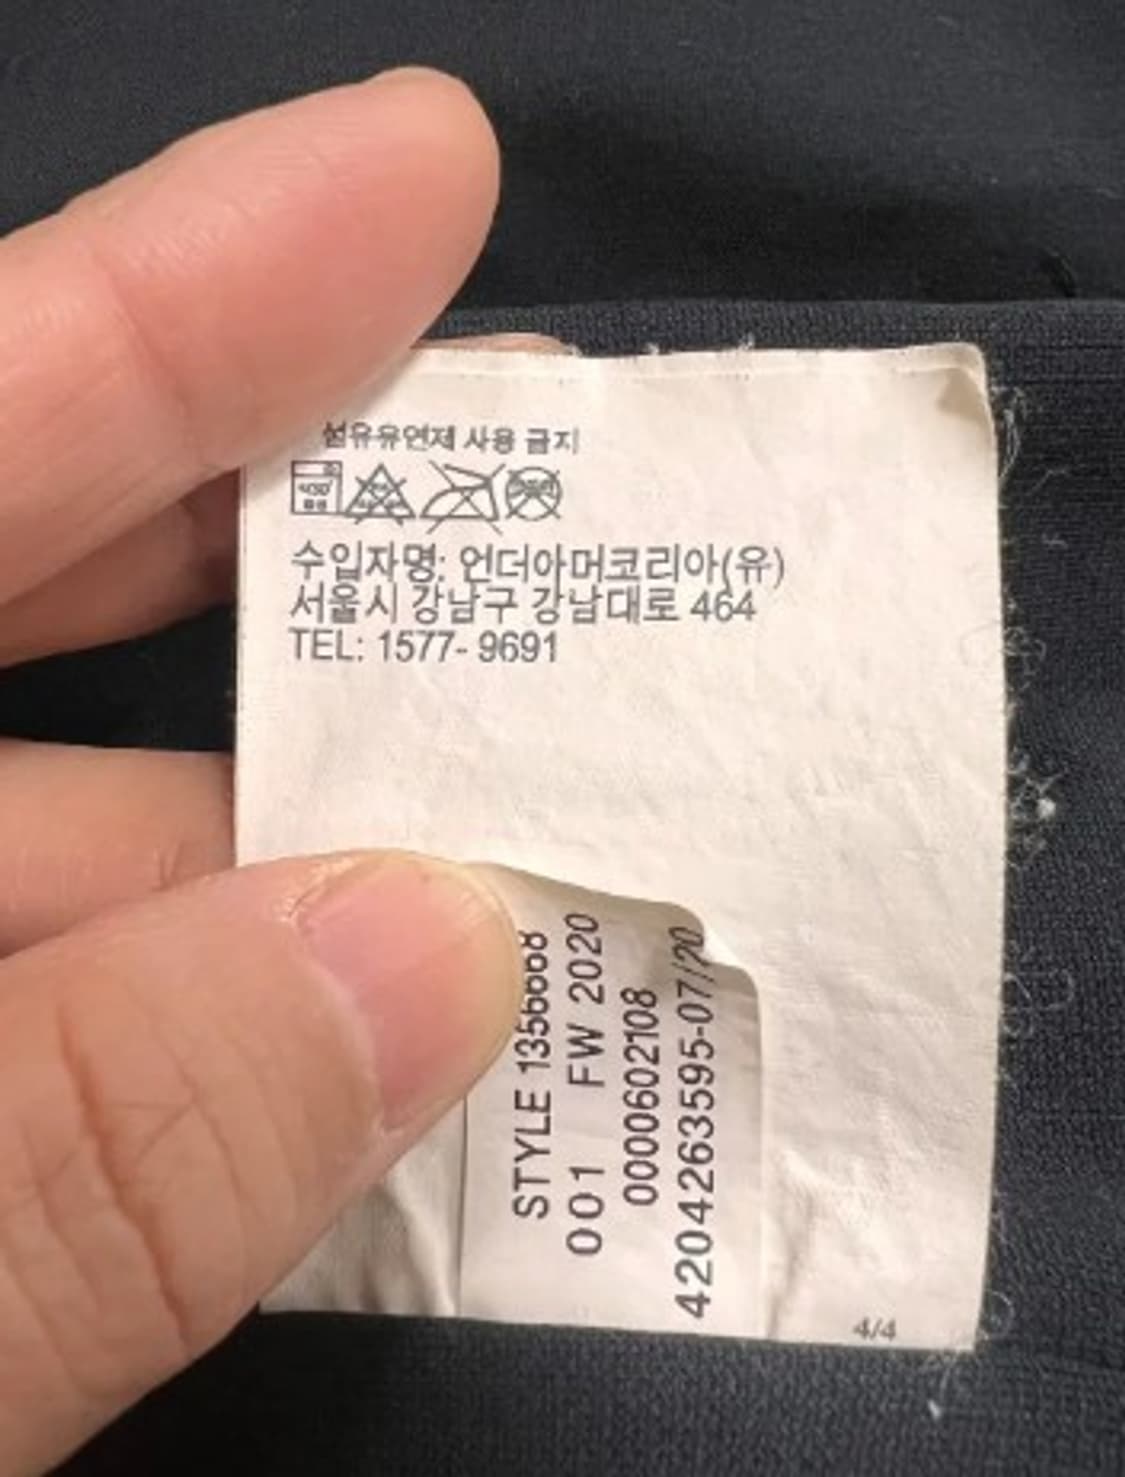 섬유유연제 사용 금지
수입자명: 언더아머코리아(유)
서울시 강남구 강남대로 464
TEL: 1577- 9691
STYLE 1356668
001 FW 2020
0000602108
4204263595-07/20
4/4